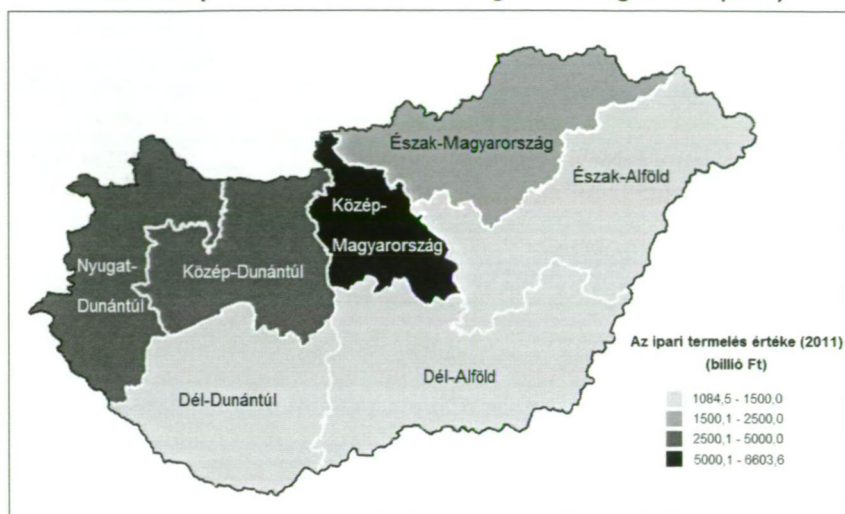 Észak-Magyarország
Észak-Alföld
Közép-
Magyarország
Nyugat-
Dunántúl
Közép-Dunántúl
Dél-Dunántúl
Dél-Alföld
Az ipari termelés értéke (2011)
(billió Ft)
1084,5 - 1500,0
1500,1 - 2500,0
2500,1 - 5000,0
5000,1 - 6603,6